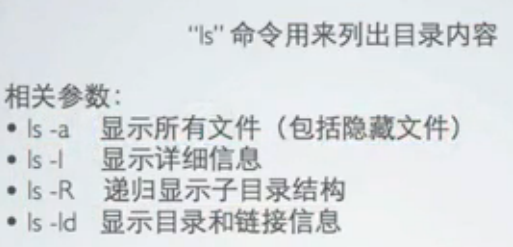 “ls” 命令用来列出目录内容
相关参数：
• ls -a 显示所有文件（包括隐藏文件）
• ls -l 显示详细信息
• ls -R 递归显示子目录结构
• ls -ld 显示目录和链接信息